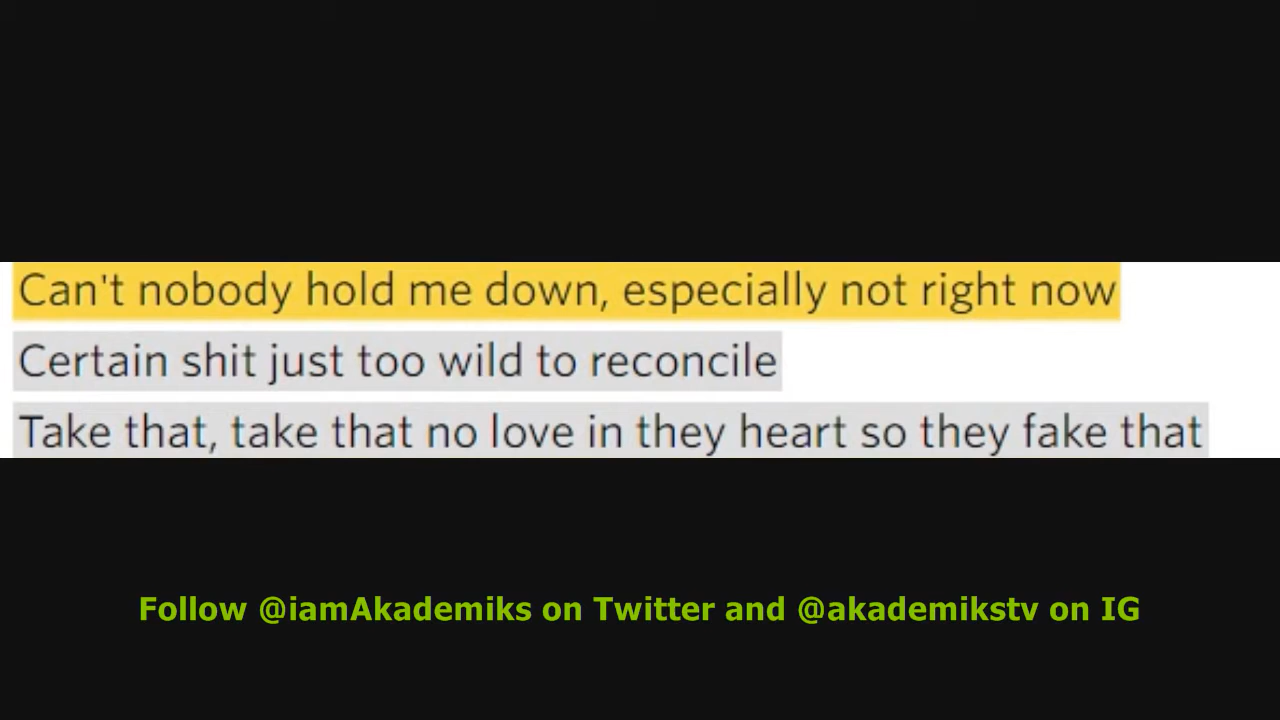 Can't nobody hold me down, especially not right now
Certain shit just too wild to reconcile
Take that, take that no love in they heart so they fake that
Follow @iamAkademiks on Twitter and @akademikstv on IG